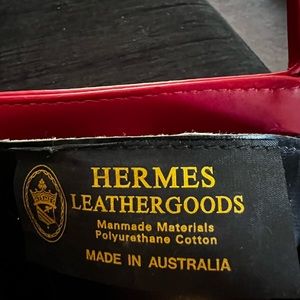 HERMES
LEATHERGOODS
Manmade Materials
Polyurethane Cotton
MADE IN AUSTRALIA